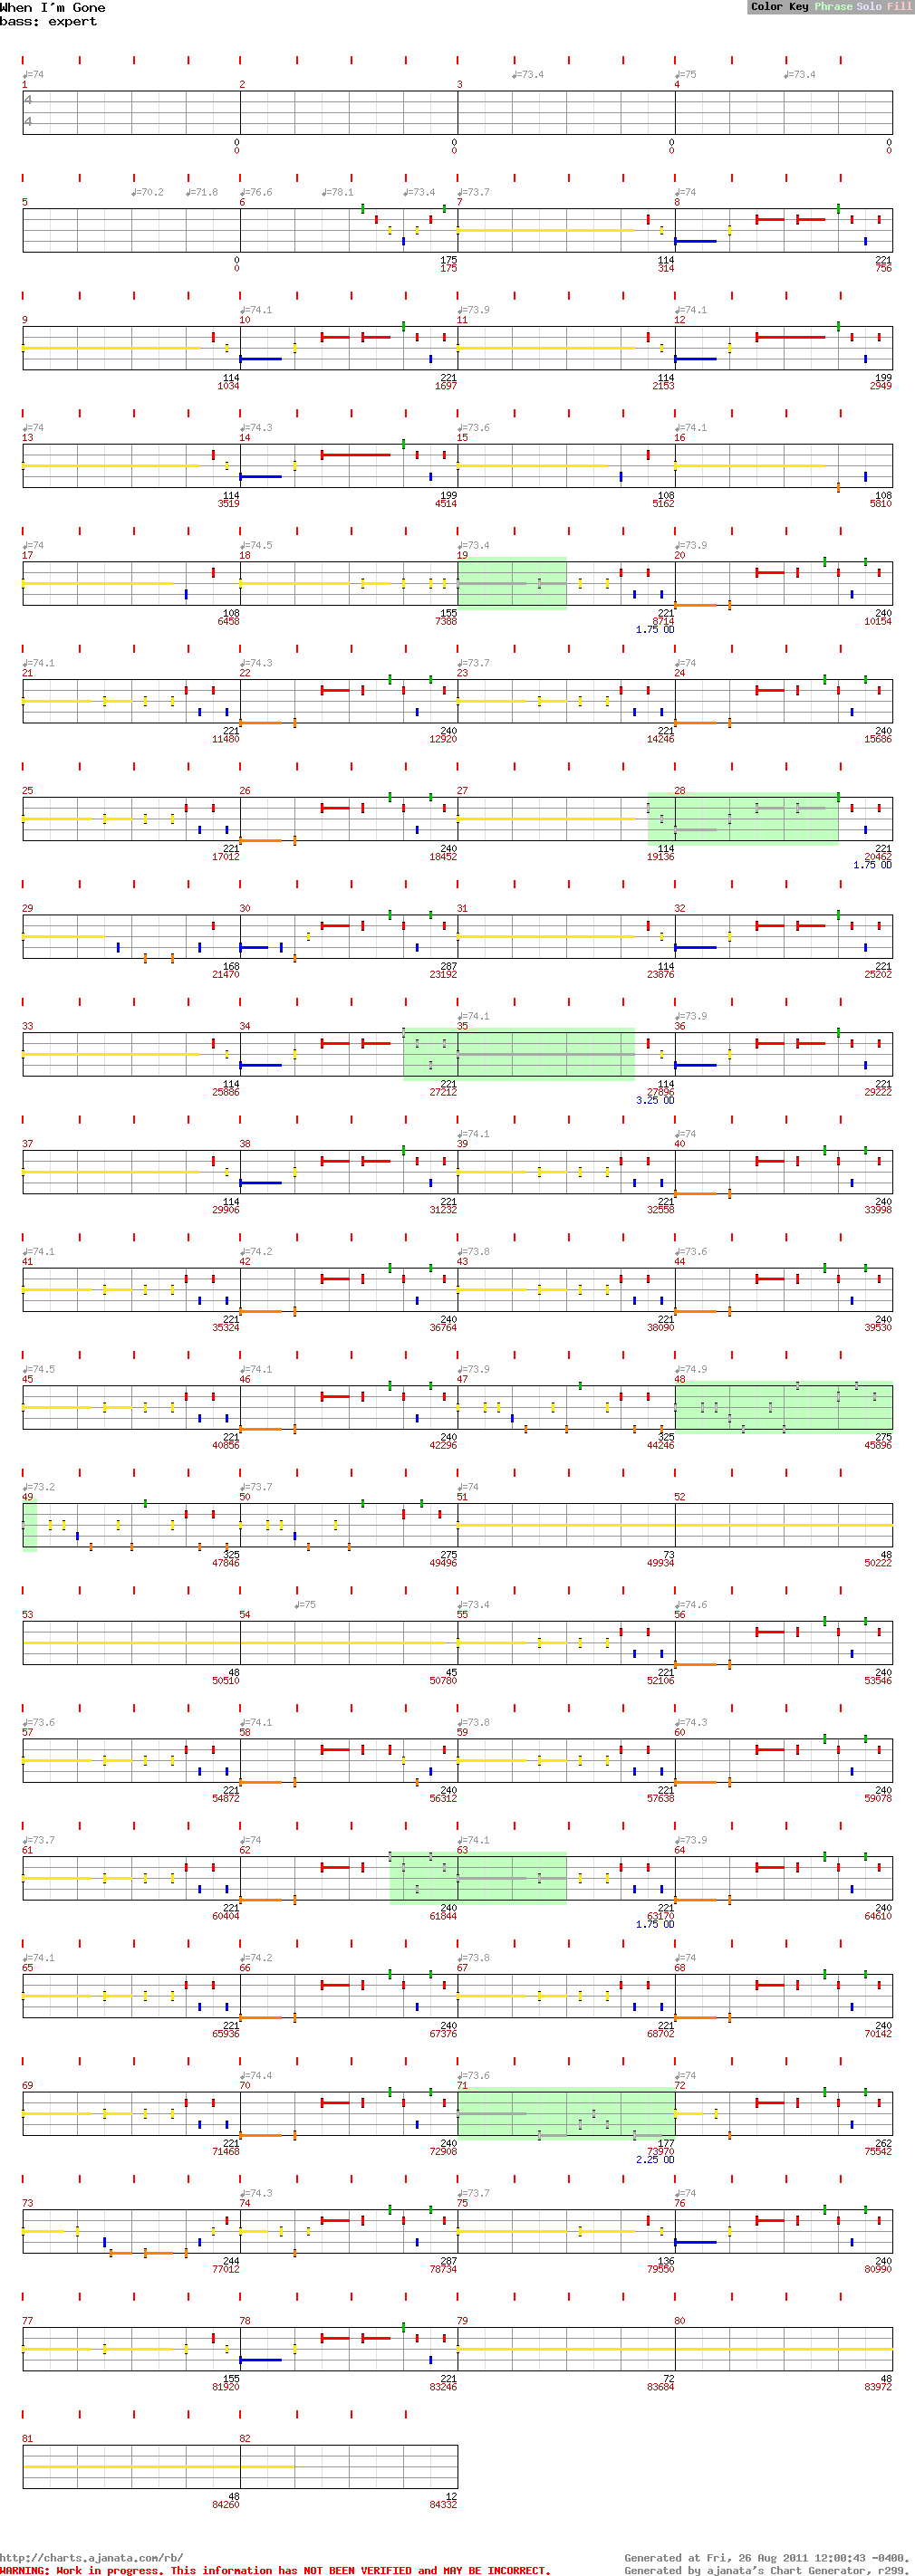 When I'm Gone
bass: expert
Color Key Phrase Solo Fill
♩=74 ♩=73.4 ♩=75 ♩=73.4
1 2 3 4
4
4
0 0 0 0
0 0 0 0
♩=70.2 ♩=71.8 ♩=76.6 ♩=78.1 ♩=73.4 ♩=73.7 ♩=74
5 6 7 8
0 175 114 221
0 175 314 756
♩=74.1 ♩=73.9 ♩=74.1
9 10 11 12
114 221 114 199
1034 1697 2153 2949
♩=74 ♩=74.3 ♩=73.6 ♩=74.1
13 14 15 16
114 199 108 108
3519 4514 5162 5810
♩=74 ♩=74.5 ♩=73.4 ♩=73.9
17 18 19 20
108 155 221 240
6458 7388 8714 10154
1.75 OD
♩=74.1 ♩=74.3 ♩=73.7 ♩=74
21 22 23 24
221 240 221 240
11480 12920 14246 15686
25 26 27 28
221 240 114 221
17012 18452 19136 20462
1.75 OD
29 30 31 32
168 287 114 221
21470 23192 23876 25202
♩=74.1 ♩=73.9
33 34 35 36
114 221 114 221
25886 27212 27896 29222
3.25 OD
♩=74.1 ♩=74
37 38 39 40
114 221 221 240
29906 31232 32558 33998
♩=74.1 ♩=74.2 ♩=73.8 ♩=73.6
41 42 43 44
221 240 221 240
35324 36764 38090 39530
♩=74.5 ♩=74.1 ♩=73.9 ♩=74.9
45 46 47 48
221 240 325 275
40856 42296 44246 45896
♩=73.2 ♩=73.7 ♩=74
49 50 51 52
325 275 73 48
47846 49496 49934 50222
♩=75 ♩=73.4 ♩=74.6
53 54 55 56
48 45 221 240
50510 50780 52106 53546
♩=73.6 ♩=74.1 ♩=73.8 ♩=74.3
57 58 59 60
221 240 221 240
54872 56312 57638 59078
♩=73.7 ♩=74 ♩=74.1 ♩=73.9
61 62 63 64
221 240 221 240
60404 61844 63170 64610
1.75 OD
♩=74.1 ♩=74.2 ♩=73.8 ♩=74
65 66 67 68
221 240 221 240
65936 67376 68702 70142
♩=74.4 ♩=73.6 ♩=74
69 70 71 72
221 240 177 262
71468 72908 73970 75542
2.25 OD
♩=74.3 ♩=73.7 ♩=74
73 74 75 76
244 287 136 240
77012 78734 79550 80990
77 78 79 80
155 221 72 48
81920 83246 83684 83972
81 82
48 12
84260 84332
http://charts.ajanata.com/rb/
Generated at Fri, 26 Aug 2011 12:00:43 -0400.
WARNING: Work in progress. This information has NOT BEEN VERIFIED and MAY BE INCORRECT.
Generated by ajanata's Chart Generator, r299.